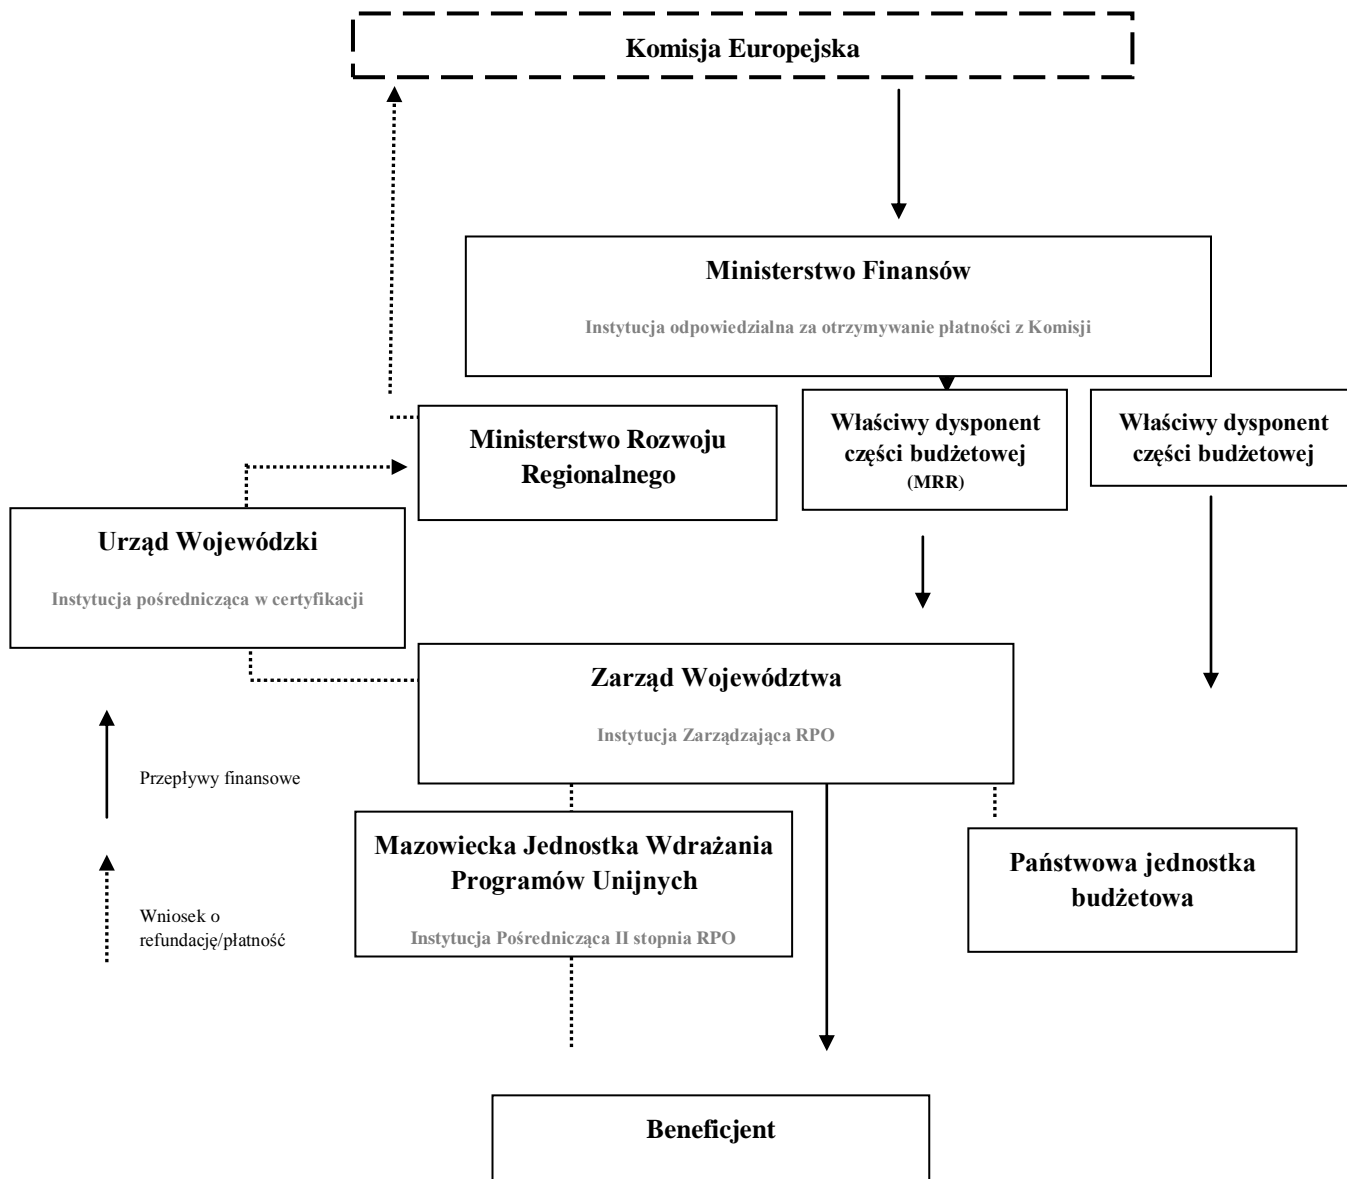 Komisja Europejska
Ministerstwo Finansów
Instytucja odpowiedzialna za otrzymywanie płatności z Komisji
Ministerstwo Rozwoju
Regionalnego
Właściwy dysponent
części budżetowej
(MRR)
Właściwy dysponent
części budżetowej
Urząd Wojewódzki
Instytucja pośrednicząca w certyfikacji
Zarząd Województwa
Instytucja Zarządzająca RPO
Przepływy finansowe
Mazowiecka Jednostka Wdrażania
Programów Unijnych
Instytucja Pośrednicząca II stopnia RPO
Państwowa jednostka
budżetowa
Wniosek o
refundację/płatność
Beneficjent